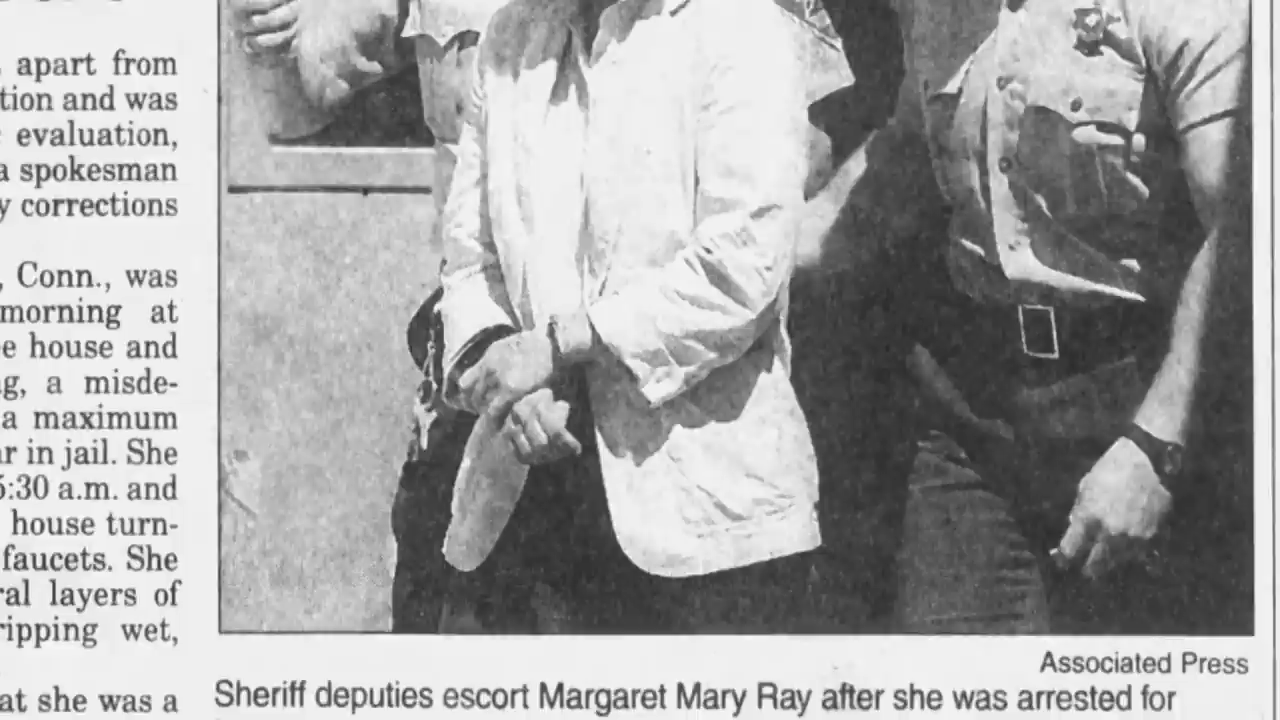 apart from
tion and was
evaluation,
a spokesman
y corrections
, Conn., was
morning at
e house and
g, a misde-
a maximum
r in jail. She
5:30 a.m. and
house turn-
faucets. She
ral layers of
ripping wet,
at she was a
Associated Press
Sheriff deputies escort Margaret Mary Ray after she was arrested for